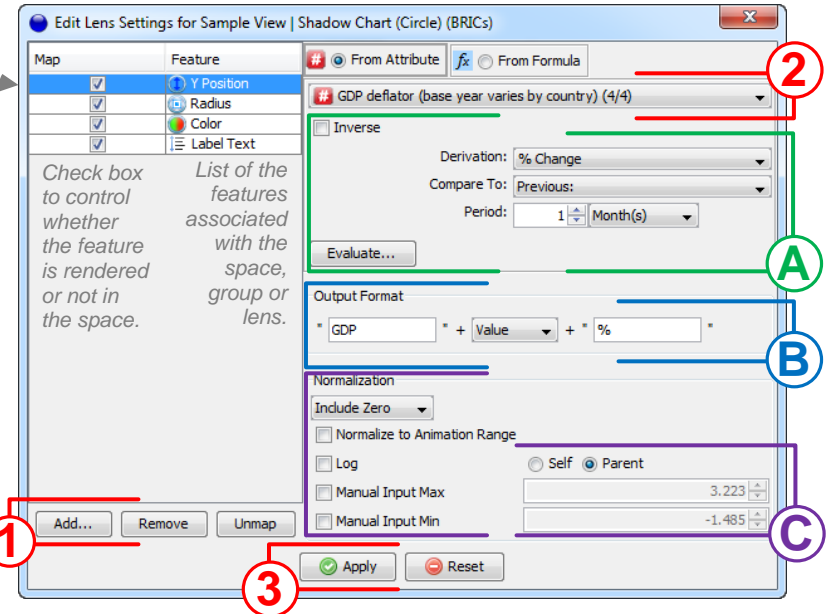 Edit Lens Settings for Sample View | Shadow Chart (Circle) (BRICs)
x
Map Feature
Y Position
Radius
Color
Label Text
Check box
to control
whether
the feature
is rendered
or not in
the space.
List of the
features
associated
with the
space,
group or
lens.
Add... Remove Unmap
1
# From Attribute fx From Formula
2
# GDP deflator (base year varies by country) (4/4)
Inverse
Derivation: % Change
Compare To: Previous:
Period: 1 Month(s)
Evaluate...
A
Output Format
" GDP " + Value + " % "
B
Normalization
Include Zero
Normalize to Animation Range
Log Self Parent
Manual Input Max 3.223
Manual Input Min -1.485
C
Apply Reset
3